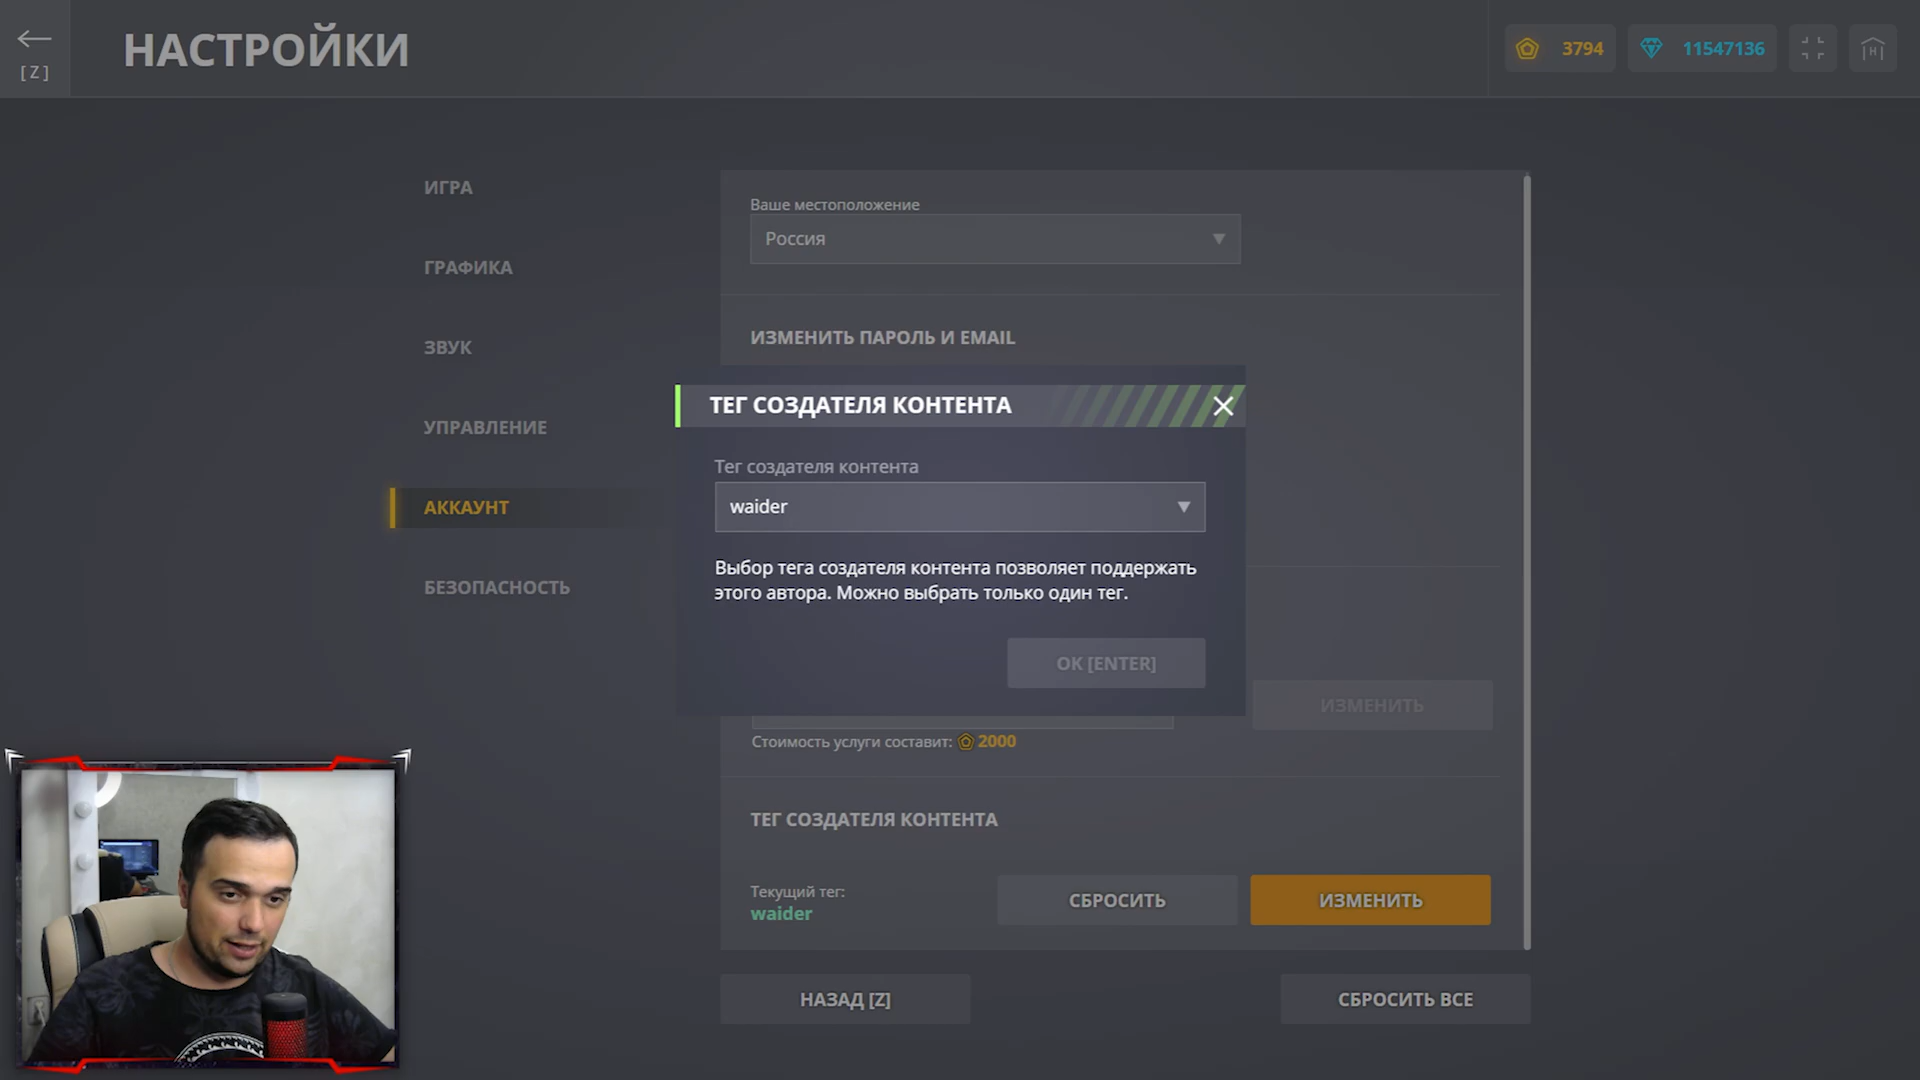 [Z]
НАСТРОЙКИ
3794
11547136
[H]
ИГРА
ГРАФИКА
ЗВУК
УПРАВЛЕНИЕ
АККАУНТ
БЕЗОПАСНОСТЬ
Ваше местоположение
Россия
ИЗМЕНИТЬ ПАРОЛЬ И EMAIL
ТЕГ СОЗДАТЕЛЯ КОНТЕНТА
Тег создателя контента
waider
Выбор тега создателя контента позволяет поддержать
этого автора. Можно выбрать только один тег.
OK [ENTER]
ИЗМЕНИТЬ
Стоимость услуги составит: 2000
ТЕГ СОЗДАТЕЛЯ КОНТЕНТА
Текущий тег:
waider
СБРОСИТЬ
ИЗМЕНИТЬ
НАЗАД [Z]
СБРОСИТЬ ВСЕ